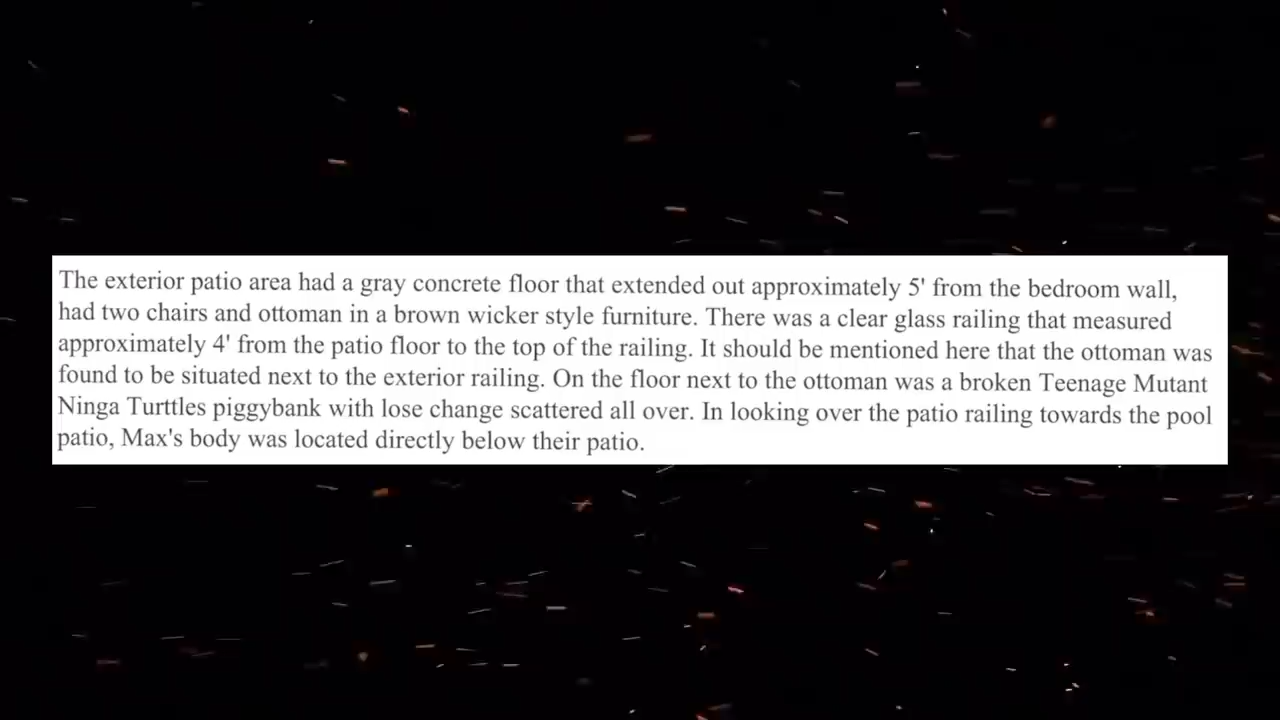 The exterior patio area had a gray concrete floor that extended out approximately 5' from the bedroom wall,
had two chairs and ottoman in a brown wicker style furniture. There was a clear glass railing that measured
approximately 4' from the patio floor to the top of the railing. It should be mentioned here that the ottoman was
found to be situated next to the exterior railing. On the floor next to the ottoman was a broken Teenage Mutant
Ninga Turttles piggybank with lose change scattered all over. In looking over the patio railing towards the pool
patio, Max's body was located directly below their patio.